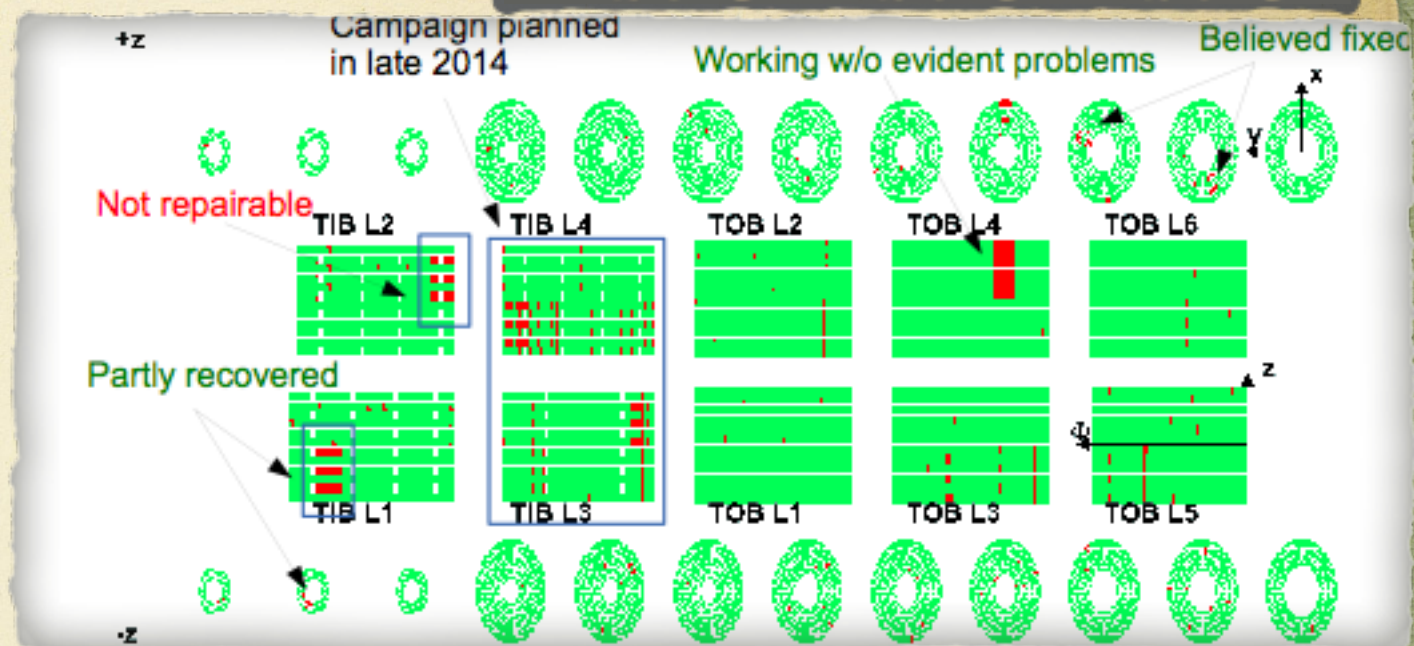 +z
Campaign planned
in late 2014
Working w/o evident problems
Believed fixed
x
y
Not repairable
TIB L2
TIB L4
TOB L2
TOB L4
TOB L6
Partly recovered
z
Φ
TIB L1
TIB L3
TOB L1
TOB L3
TOB L5
-z